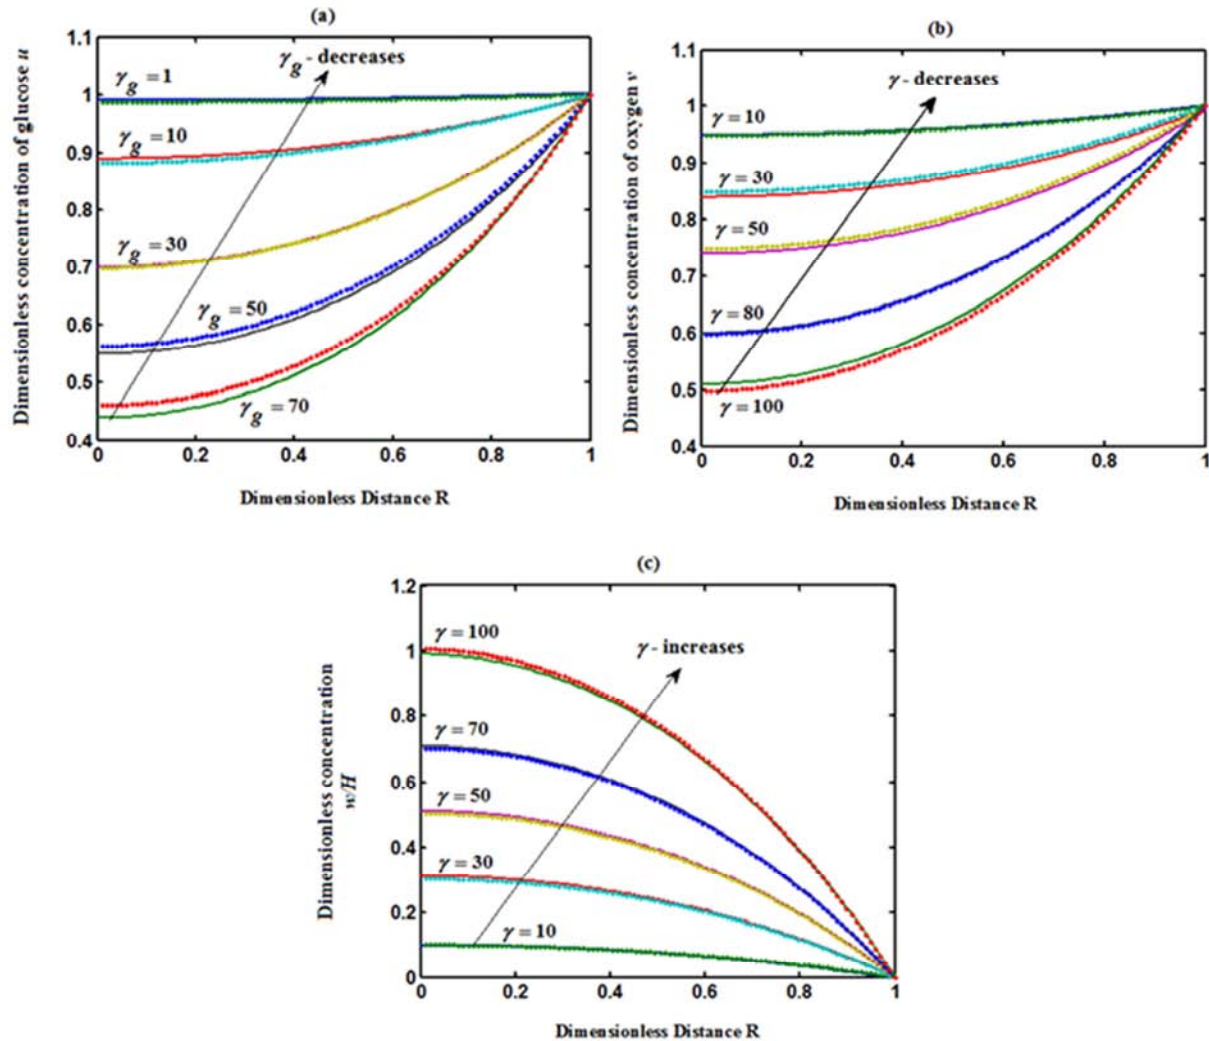 (a)
Dimensionless concentration of glucose u
1.1
1
0.9
0.8
0.7
0.6
0.5
0.4
γg - decreases
γg = 1
γg = 10
γg = 30
γg = 50
γg = 70
0
0.2
0.4
0.6
0.8
1
Dimensionless Distance R
(b)
Dimensionless concentration of oxygen v
1.1
1
0.9
0.8
0.7
0.6
0.5
0.4
γ - decreases
γ = 10
γ = 30
γ = 50
γ = 80
γ = 100
0
0.2
0.4
0.6
0.8
1
Dimensionless Distance R
(c)
Dimensionless concentration
w/H
1.2
1
0.8
0.6
0.4
0.2
0
γ = 100
γ - increases
γ = 70
γ = 50
γ = 30
γ = 10
0
0.2
0.4
0.6
0.8
1
Dimensionless Distance R